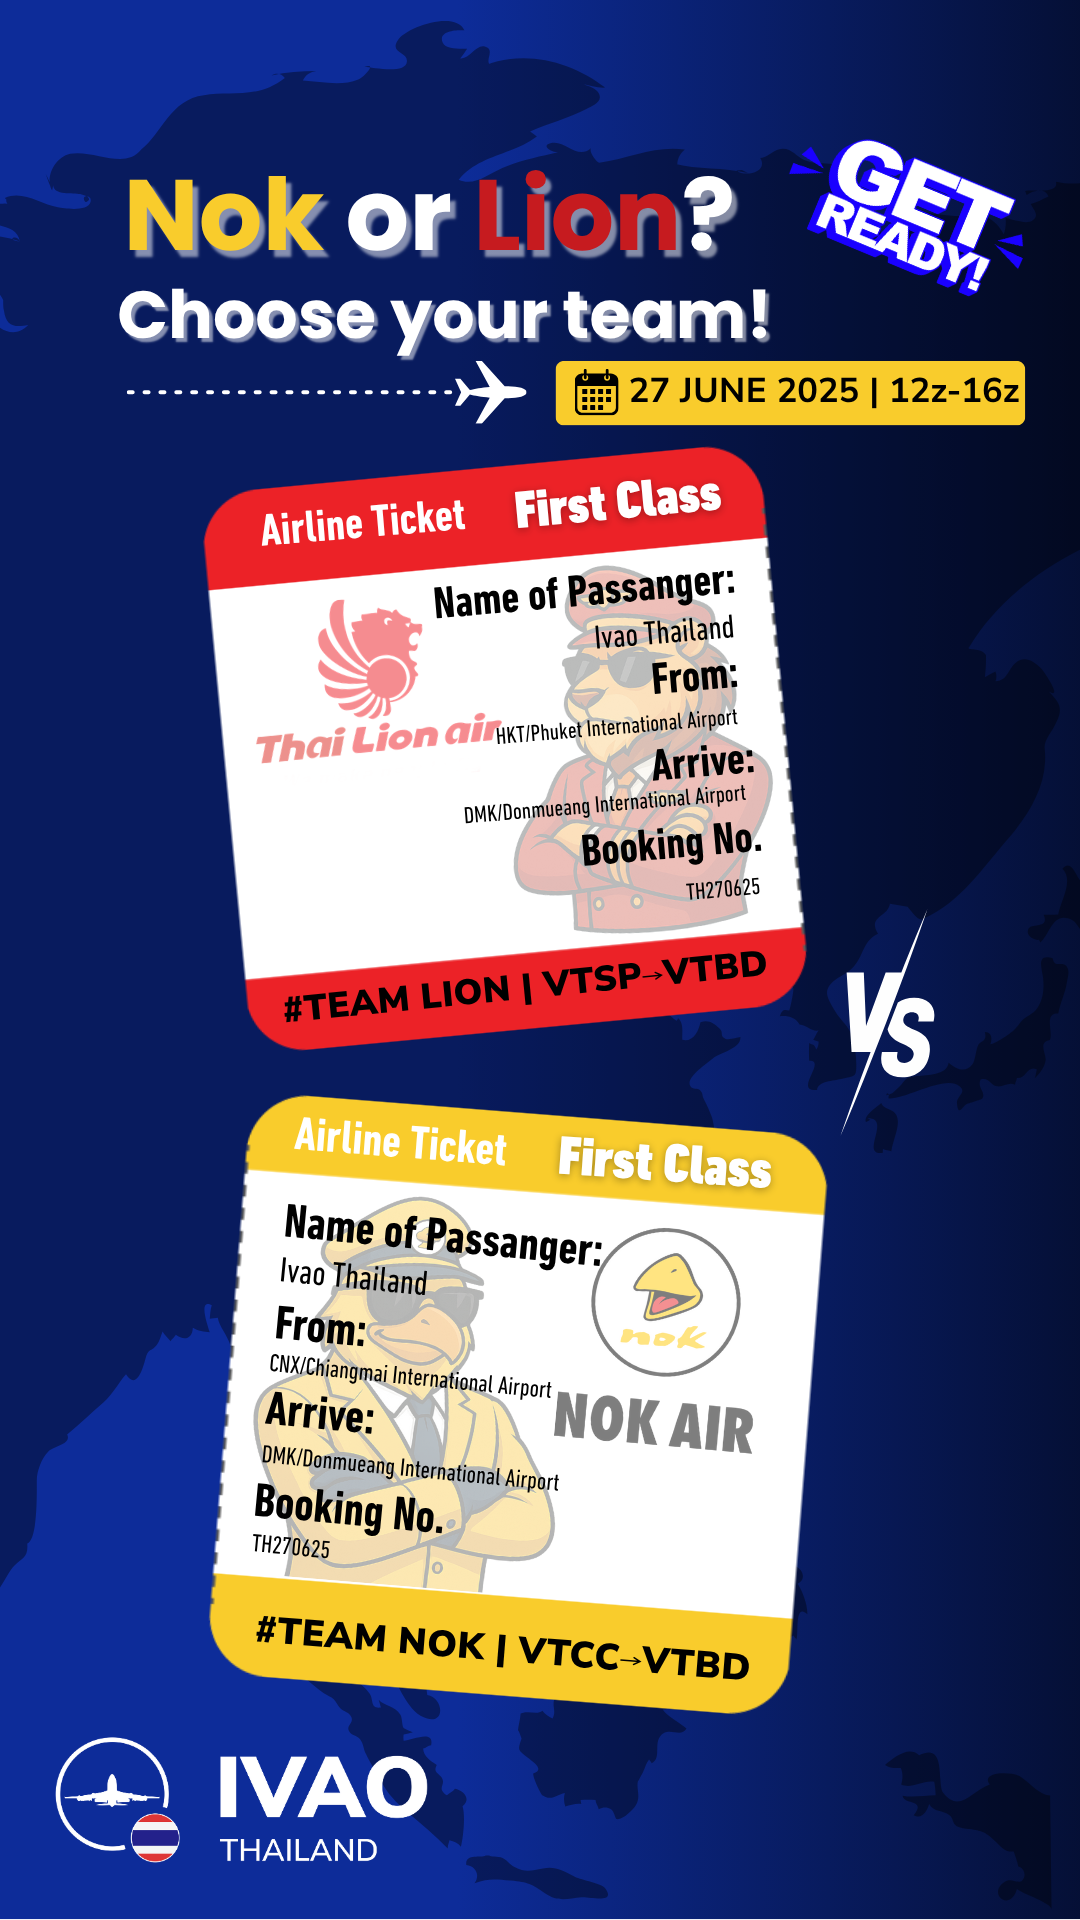 Nok or Lion?
GET
READY!
Choose your team!
27 JUNE 2025 | 12z-16z
Airline Ticket First Class
Name of Passanger:
Ivao Thailand
From:
HKT/Phuket International Airport
Thai Lion air
Arrive:
DMK/Donmueang International Airport
Booking No.
TH270625
#TEAM LION | VTSP→VTBD
VS
Airline Ticket First Class
Name of Passanger:
Ivao Thailand
From:
nok
CNX/Chiangmai International Airport
NOK AIR
Arrive:
DMK/Donmueang International Airport
Booking No.
TH270625
#TEAM NOK | VTCC→VTBD
IVAO
THAILAND